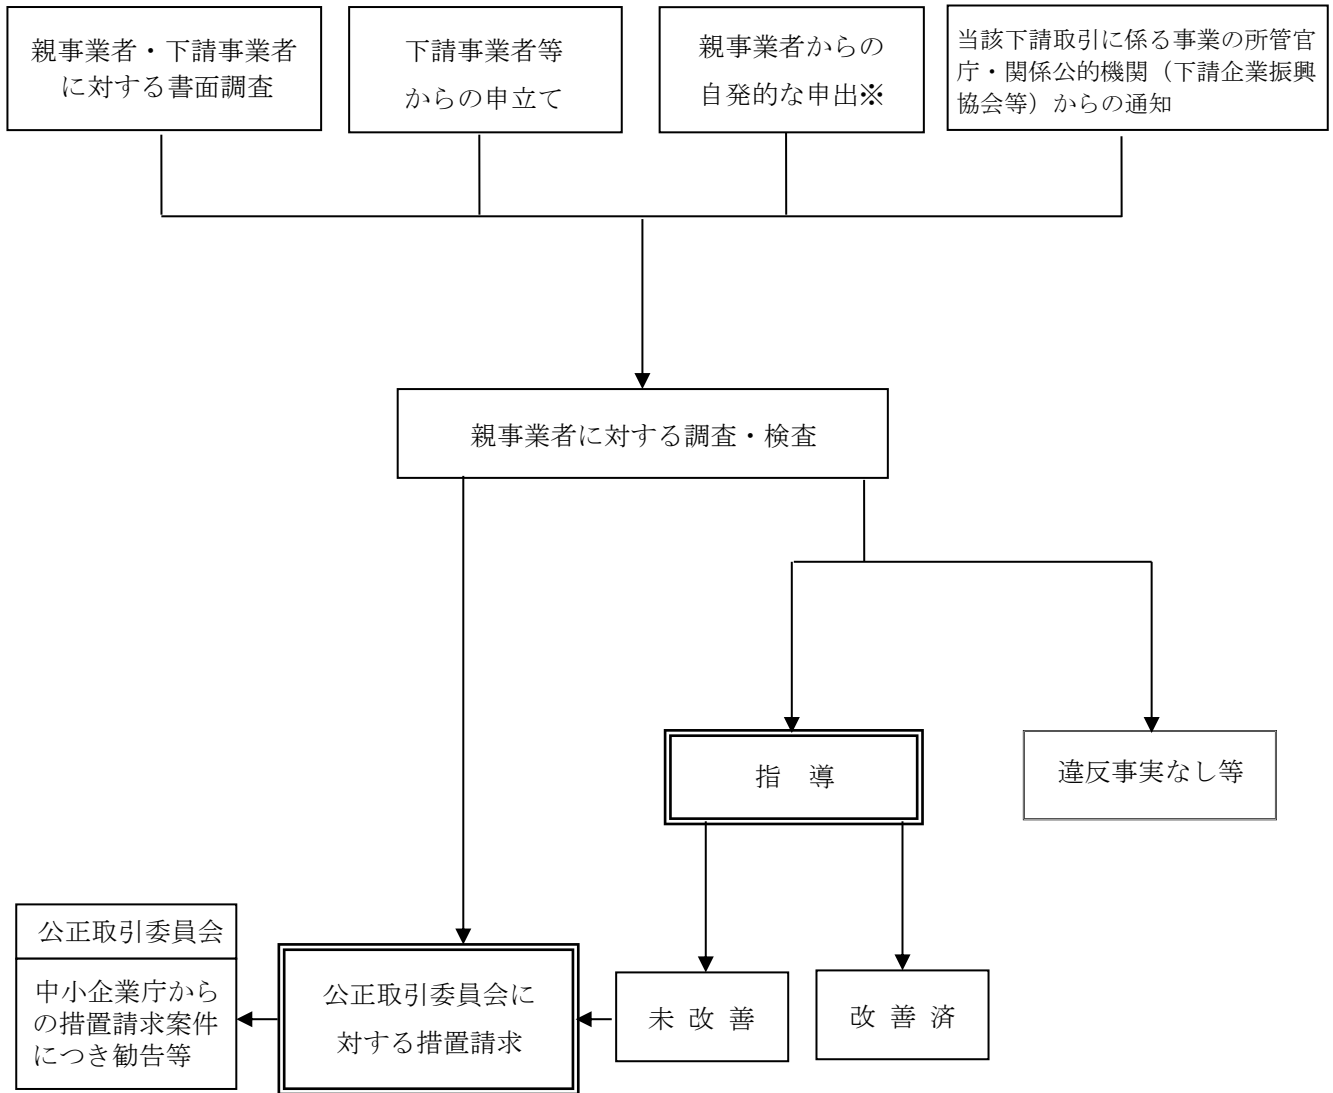 親事業者・下請事業者
に対する書面調査
下請事業者等
からの申立て
親事業者からの
自発的な申出※
当該下請取引に係る事業の所管官
庁・関係公的機関（下請企業振興
協会等）からの通知
親事業者に対する調査・検査
指　導
違反事実なし等
公正取引委員会
中小企業庁から
の措置請求案件
につき勧告等
公正取引委員会に
対する措置請求
未 改 善
改 善 済